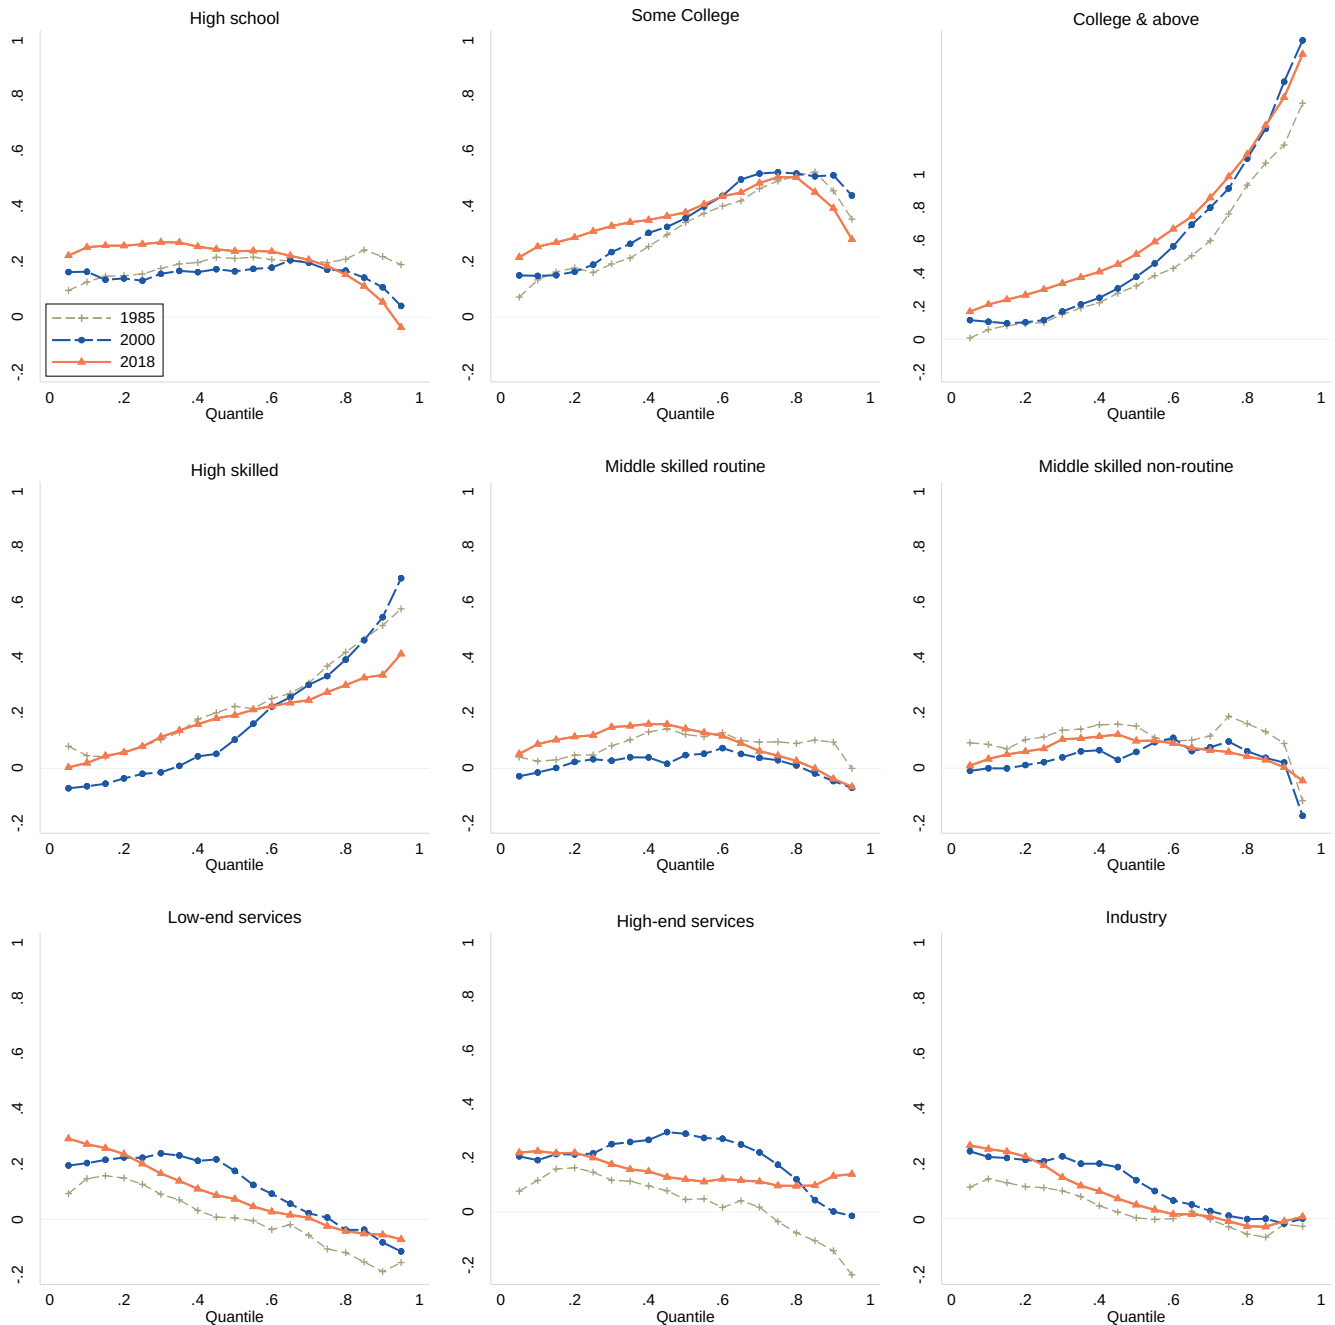 High school
1
.8
.6
.4
.2
0
-.2
1985
2000
2018
0 .2 .4 .6 .8 1
Quantile
Some College
1
.8
.6
.4
.2
0
-.2
0 .2 .4 .6 .8 1
Quantile
College & above
1
.8
.6
.4
.2
0
-.2
0 .2 .4 .6 .8 1
Quantile
High skilled
1
.8
.6
.4
.2
0
-.2
0 .2 .4 .6 .8 1
Quantile
Middle skilled routine
1
.8
.6
.4
.2
0
-.2
0 .2 .4 .6 .8 1
Quantile
Middle skilled non-routine
1
.8
.6
.4
.2
0
-.2
0 .2 .4 .6 .8 1
Quantile
Low-end services
1
.8
.6
.4
.2
0
-.2
0 .2 .4 .6 .8 1
Quantile
High-end services
1
.8
.6
.4
.2
0
-.2
0 .2 .4 .6 .8 1
Quantile
Industry
1
.8
.6
.4
.2
0
-.2
0 .2 .4 .6 .8 1
Quantile